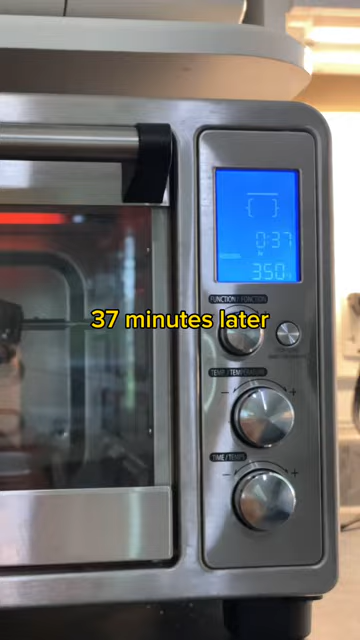 0:37
350
FUNCTION / FONCTION
37 minutes later
TEMP / TEMPERATURE
- +
TIME / TEMPS
- +